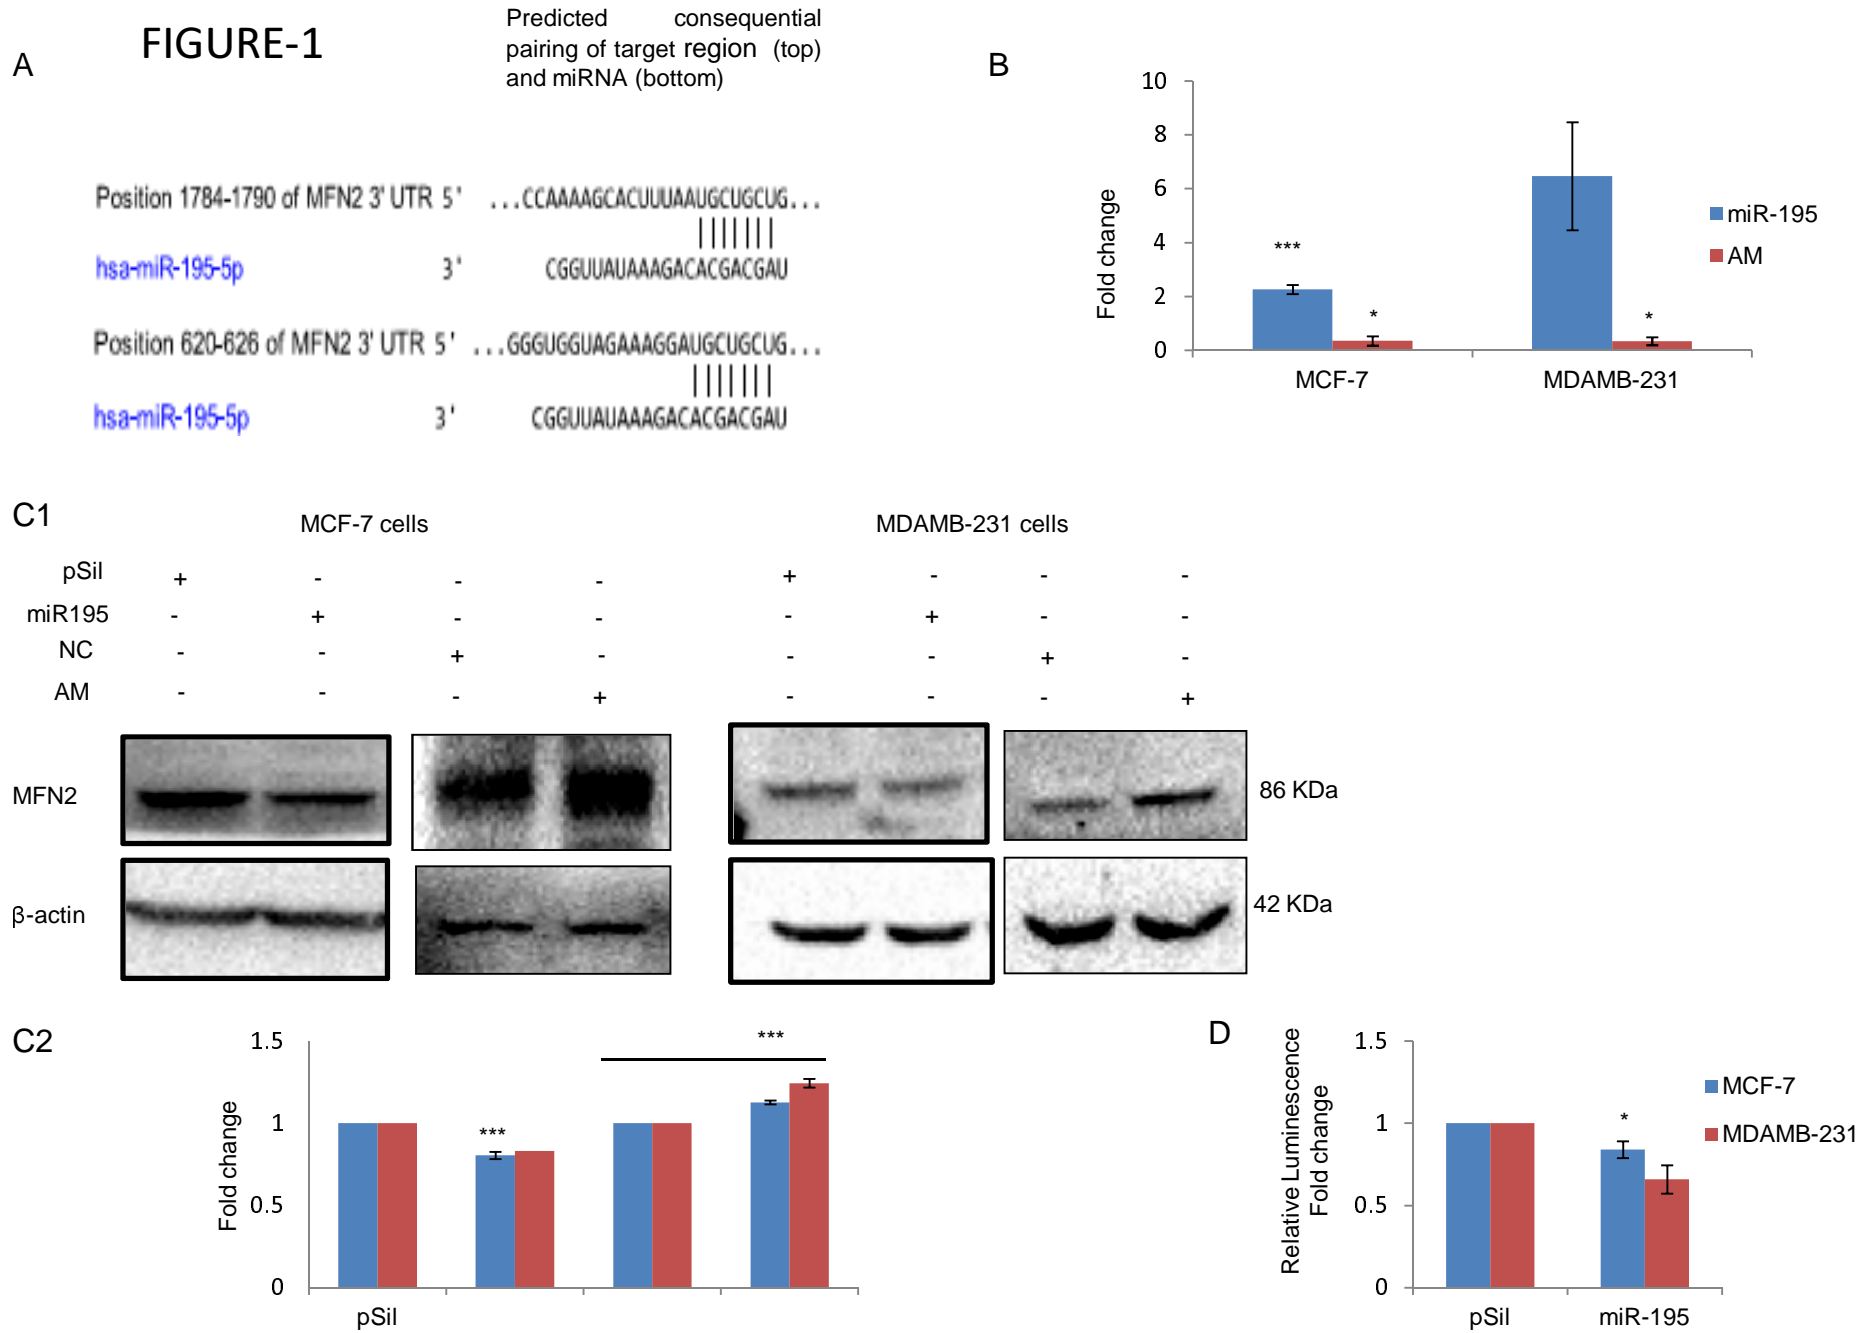 FIGURE-1
Predicted consequential
pairing of target region (top)
and miRNA (bottom)
A
Position 1784-1790 of MFN2 3' UTR 5' ...CCAAAAGCACUUUAAUGCUGCUG...
hsa-miR-195-5p 3' CGGUUAUAAAGACACGACGAU
Position 620-626 of MFN2 3' UTR 5' ...GGGUGGUAGAAAGGAUGCUGCUG...
hsa-miR-195-5p 3' CGGUUAUAAAGACACGACGAU
B
Fold change
10
8
6
4
2
0
***
*
*
MCF-7 MDAMB-231
miR-195
AM
C1
MCF-7 cells MDAMB-231 cells
pSil + - - - + - - -
miR195 - + - - - + - -
NC - - + - - - + -
AM - - - + - - - +
MFN2 86 KDa
β-actin 42 KDa
C2
Fold change
1.5
1
0.5
0
***
***
pSil
D
Relative Luminescence
Fold change
1.5
1
0.5
0
*
pSil miR-195
MCF-7
MDAMB-231